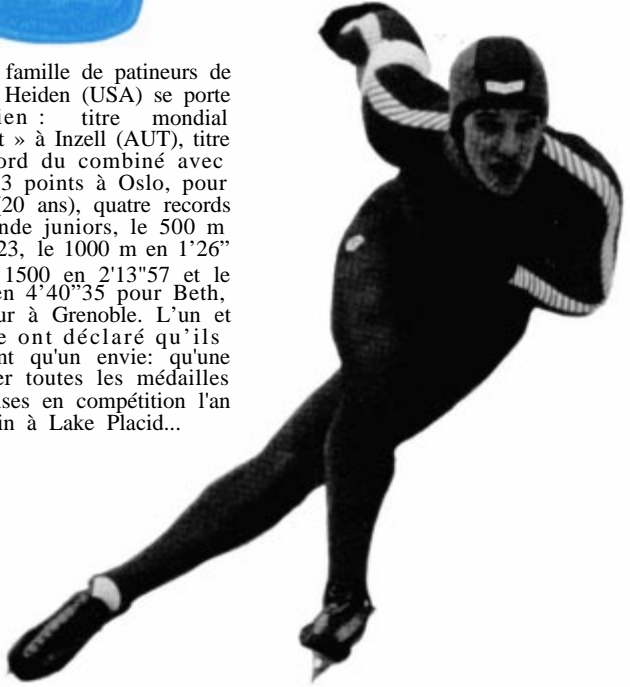 famille de patineurs de
Heiden (USA) se porte
ien : titre mondial
t » à Inzell (AUT), titre
ord du combiné avec
3 points à Oslo, pour
(20 ans), quatre records
nde juniors, le 500 m
23, le 1000 m en 1’26”
1500 en 2'13"57 et le
en 4’40”35 pour Beth,
ur à Grenoble. L’un et
e ont déclaré qu’ils
nt qu'un envie: qu'une
er toutes les médailles
ises en compétition l'an
in à Lake Placid...